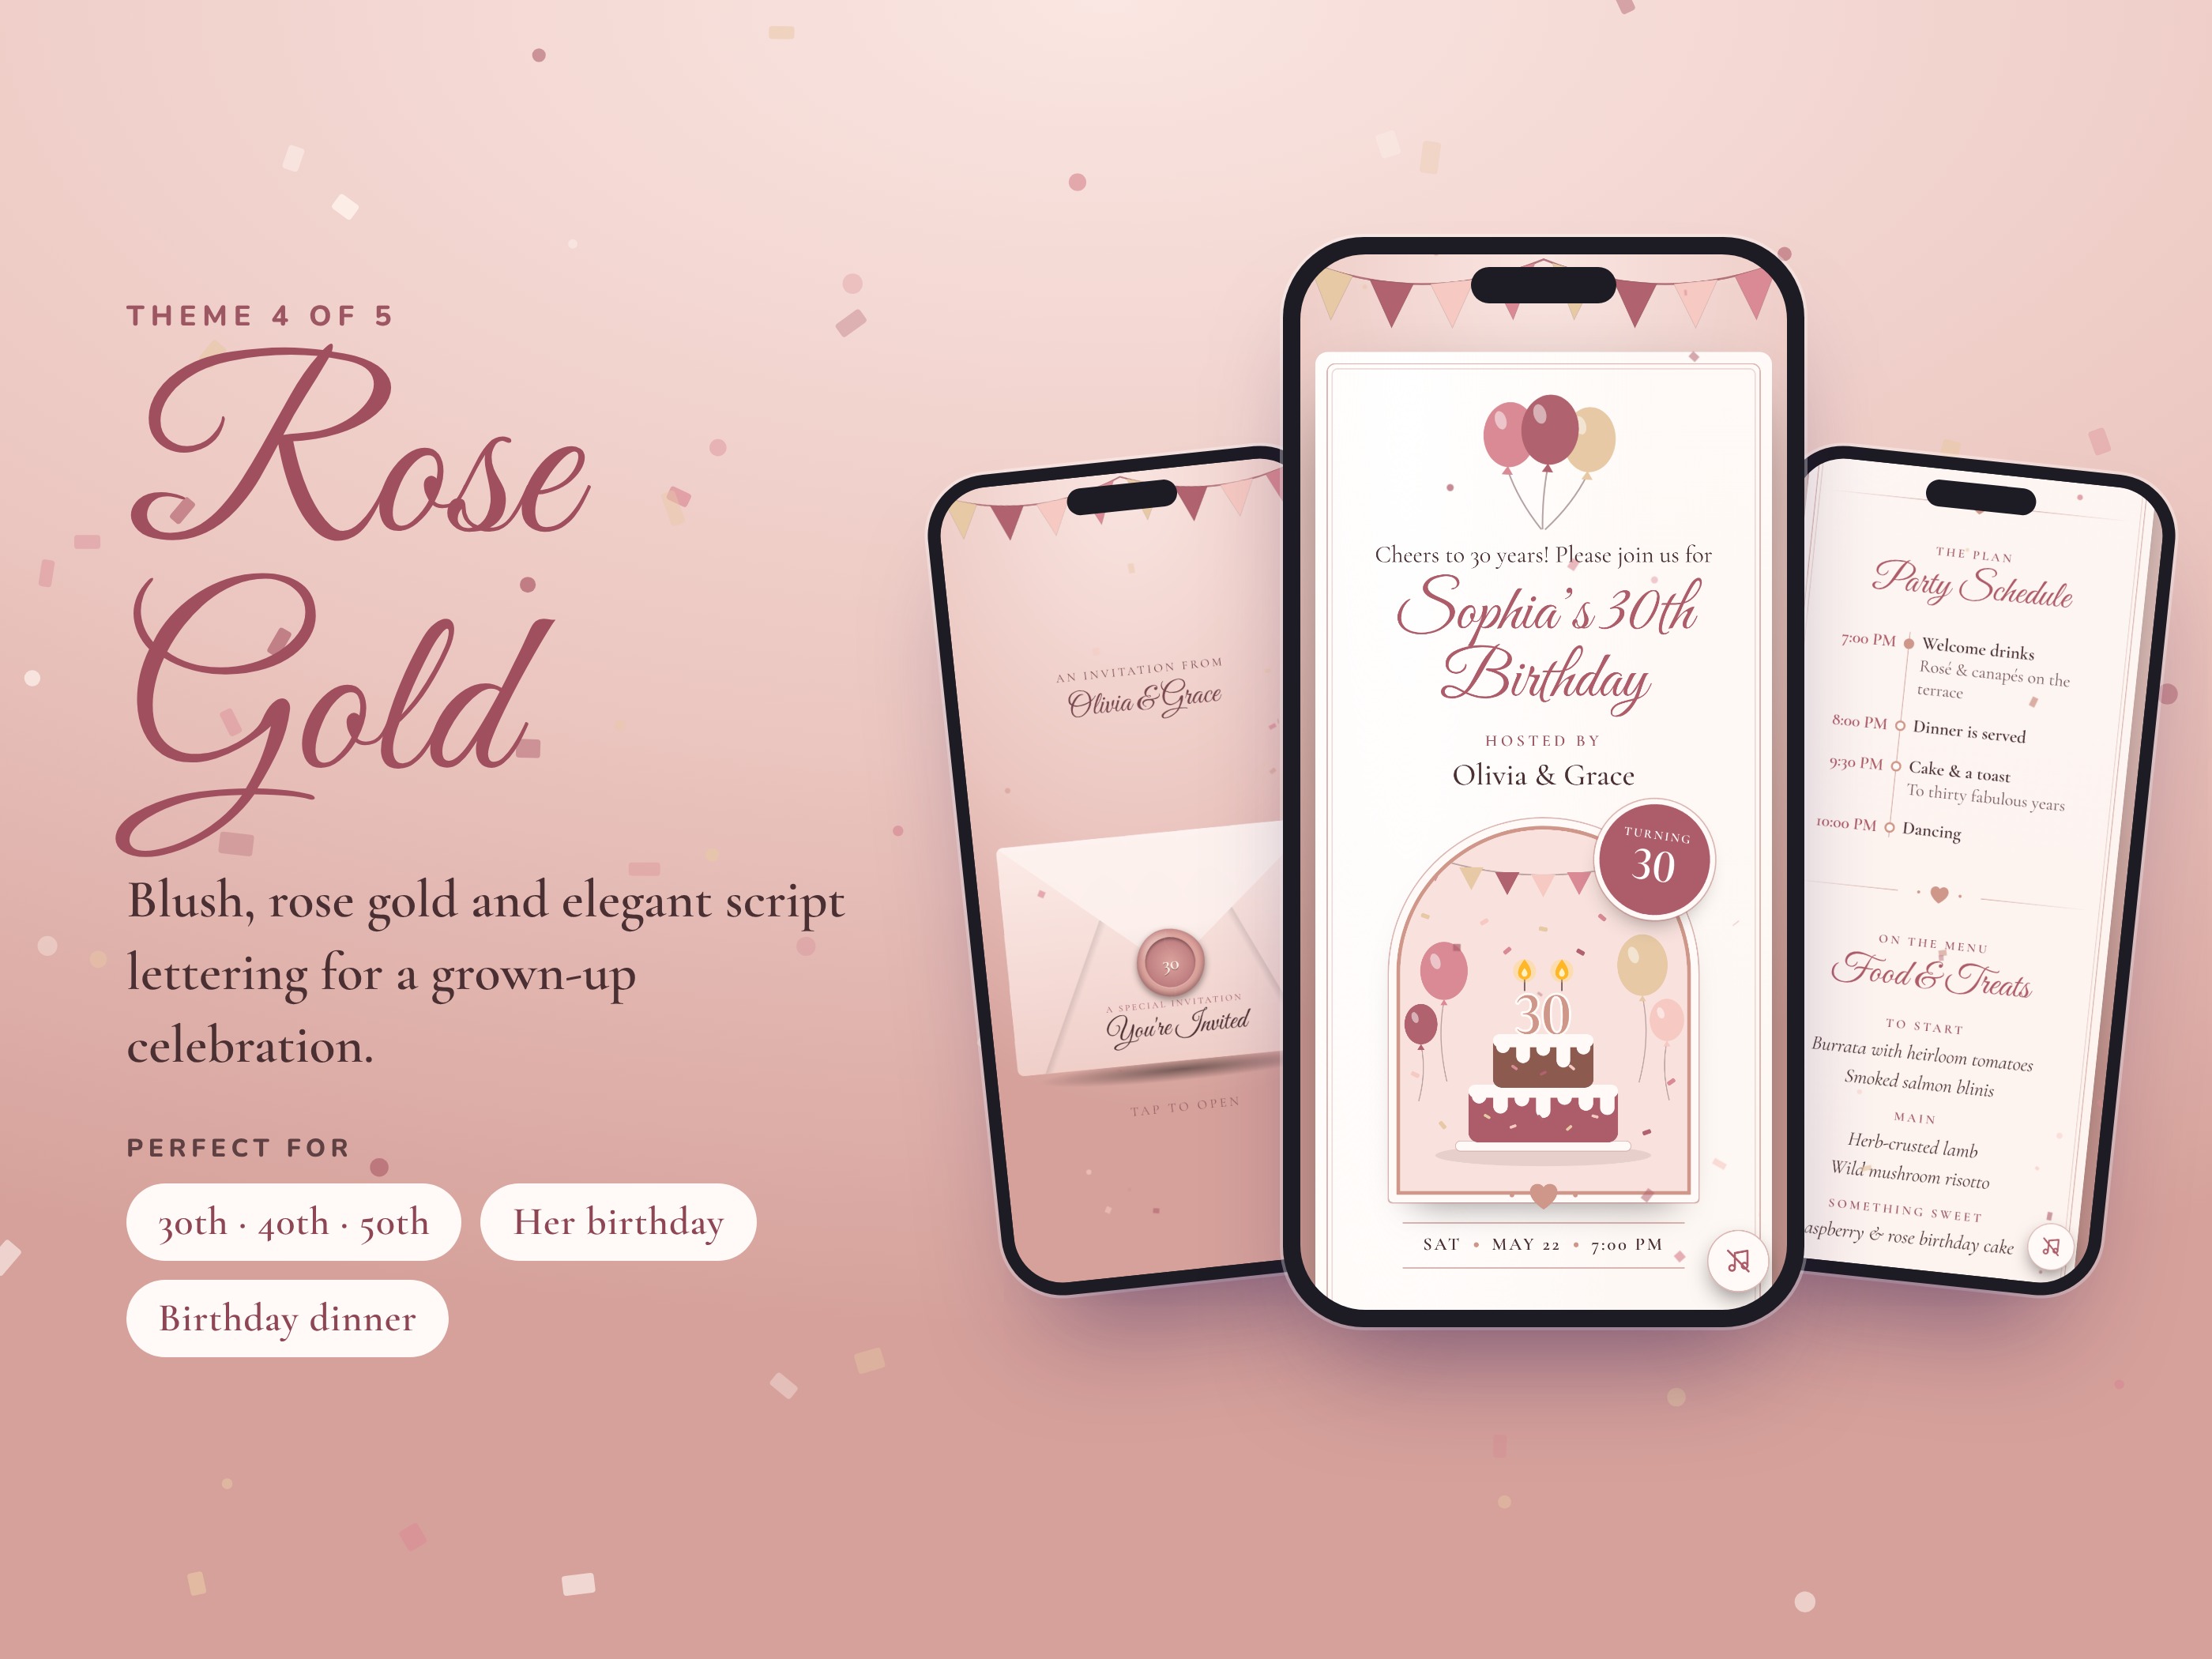 THEME 4 OF 5
Rose
Gold
Blush, rose gold and elegant script
lettering for a grown-up
celebration.
PERFECT FOR
30th · 40th · 50th
Her birthday
Birthday dinner
AN INVITATION FROM
Olivia & Grace
30
A SPECIAL INVITATION
You're Invited
TAP TO OPEN
Cheers to 30 years! Please join us for
Sophia's 30th
Birthday
HOSTED BY
Olivia & Grace
TURNING
30
30
SAT • MAY 22 • 7:00 PM
THE PLAN
Party Schedule
7:00 PM Welcome drinks
Rosé & canapés on the
terrace
8:00 PM Dinner is served
9:30 PM Cake & a toast
To thirty fabulous years
10:00 PM Dancing
ON THE MENU
Food & Treats
TO START
Burrata with heirloom tomatoes
Smoked salmon blinis
MAIN
Herb-crusted lamb
Wild mushroom risotto
SOMETHING SWEET
aspberry & rose birthday cake